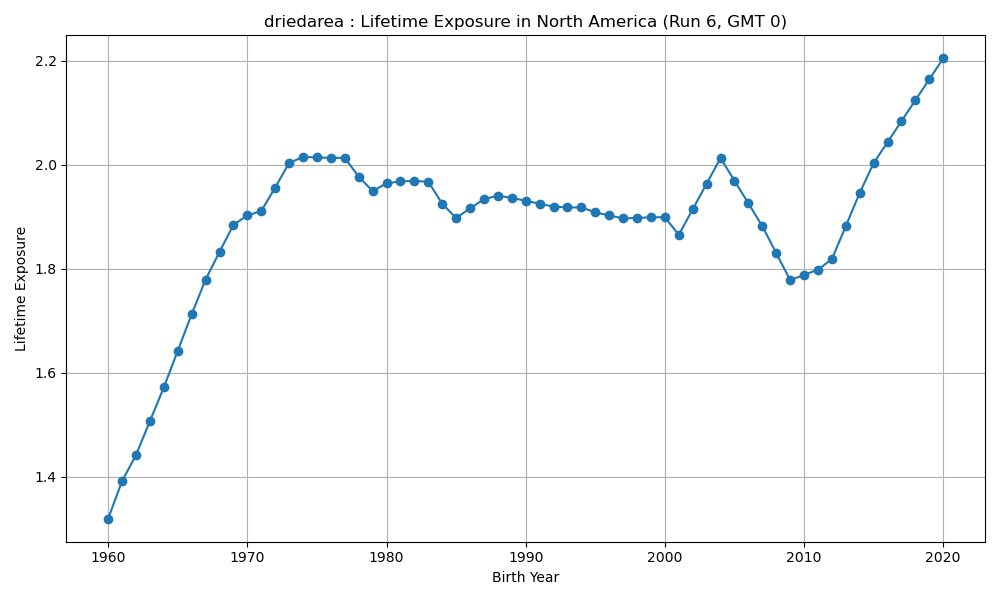 driedarea : Lifetime Exposure in North America (Run 6, GMT 0)
Lifetime Exposure
2.2
2.0
1.8
1.6
1.4
1960 1970 1980 1990 2000 2010 2020
Birth Year